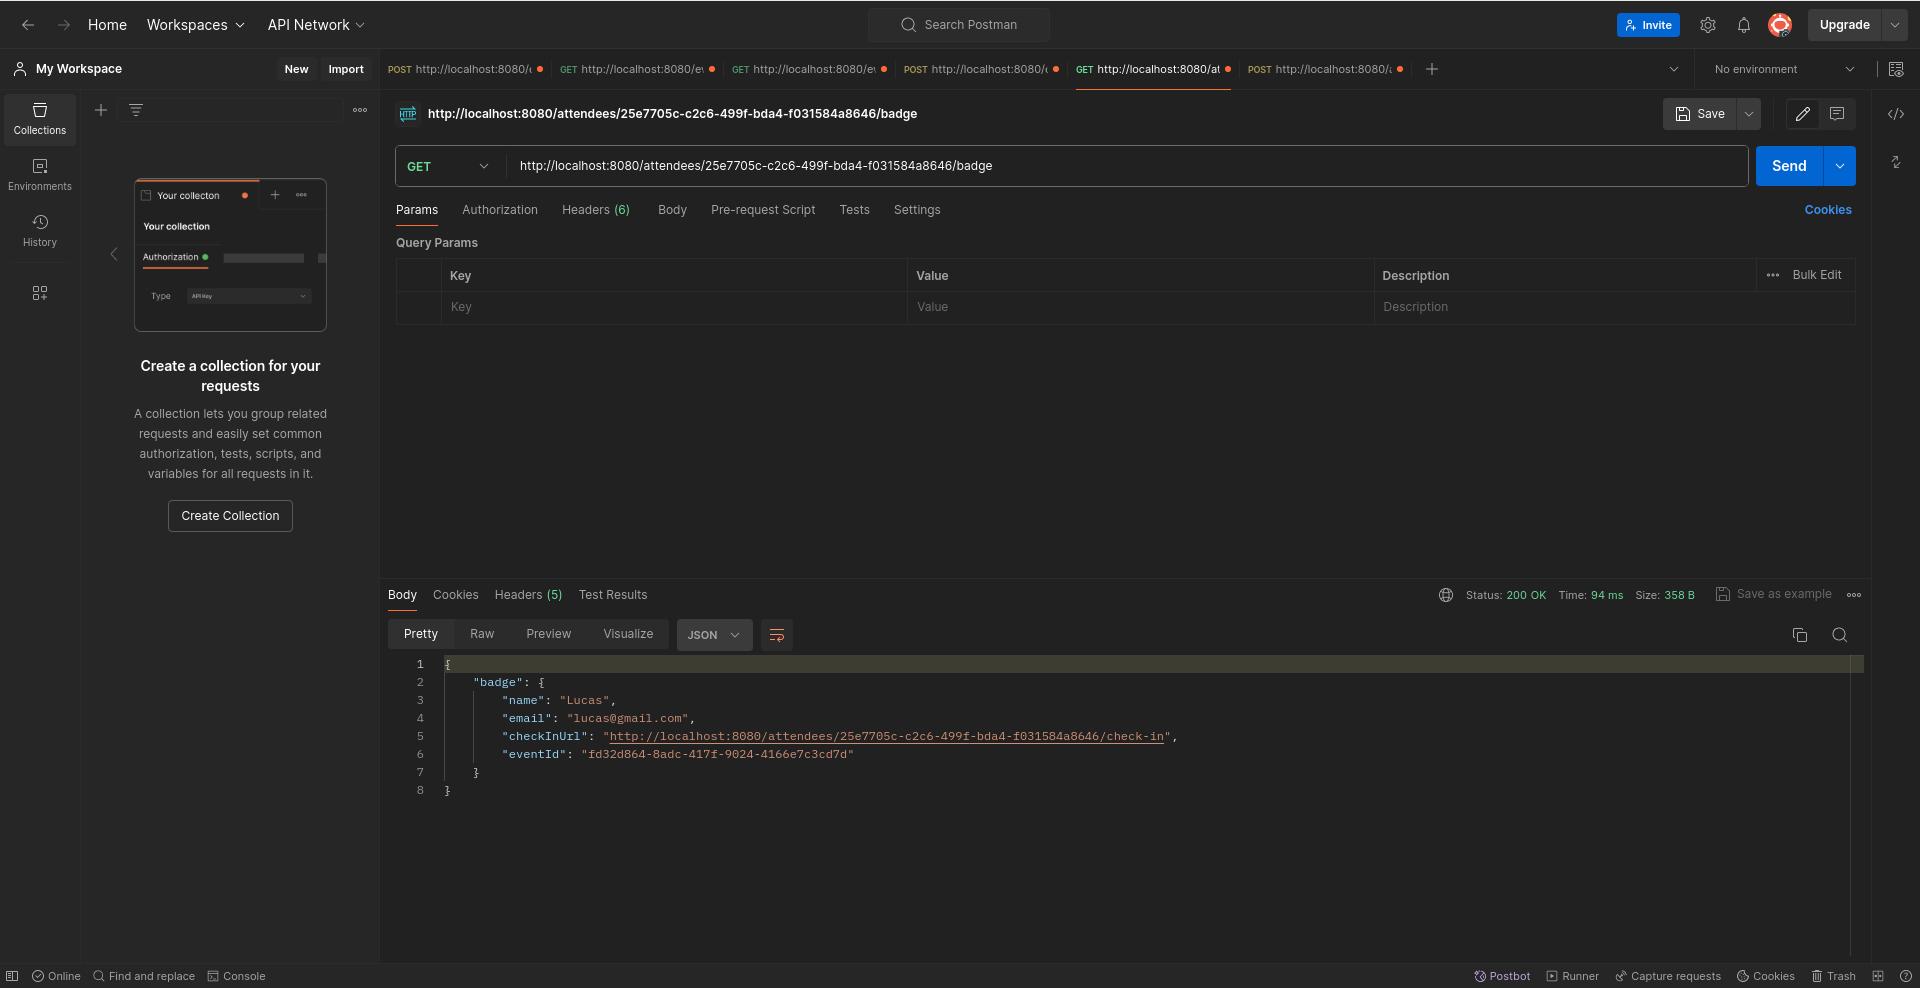 Home Workspaces API Network Search Postman Invite Upgrade
My Workspace New Import POST http://localhost:8080/ GET http://localhost:8080/e GET http://localhost:8080/e POST http://localhost:8080/ GET http://localhost:8080/at POST http://localhost:8080/ No environment
Collections
Environments
History
Your collecton
Your collection
Authorization
Type API Key
Create a collection for your
requests
A collection lets you group related
requests and easily set common
authorization, tests, scripts, and
variables for all requests in it.
Create Collection
HTTP http://localhost:8080/attendees/25e7705c-c2c6-499f-bda4-f031584a8646/badge Save
GET http://localhost:8080/attendees/25e7705c-c2c6-499f-bda4-f031584a8646/badge Send
Params Authorization Headers (6) Body Pre-request Script Tests Settings Cookies
Query Params
Key Value Description Bulk Edit
Key Value Description
Body Cookies Headers (5) Test Results Status: 200 OK Time: 94 ms Size: 358 B Save as example
Pretty Raw Preview Visualize JSON
1 {
2 "badge": {
3 "name": "Lucas",
4 "email": "lucas@gmail.com",
5 "checkInUrl": "http://localhost:8080/attendees/25e7705c-c2c6-499f-bda4-f031584a8646/check-in",
6 "eventId": "fd32d864-8adc-417f-9024-4166e7c3cd7d"
7 }
8 }
Online Find and replace Console Postbot Runner Capture requests Cookies Trash